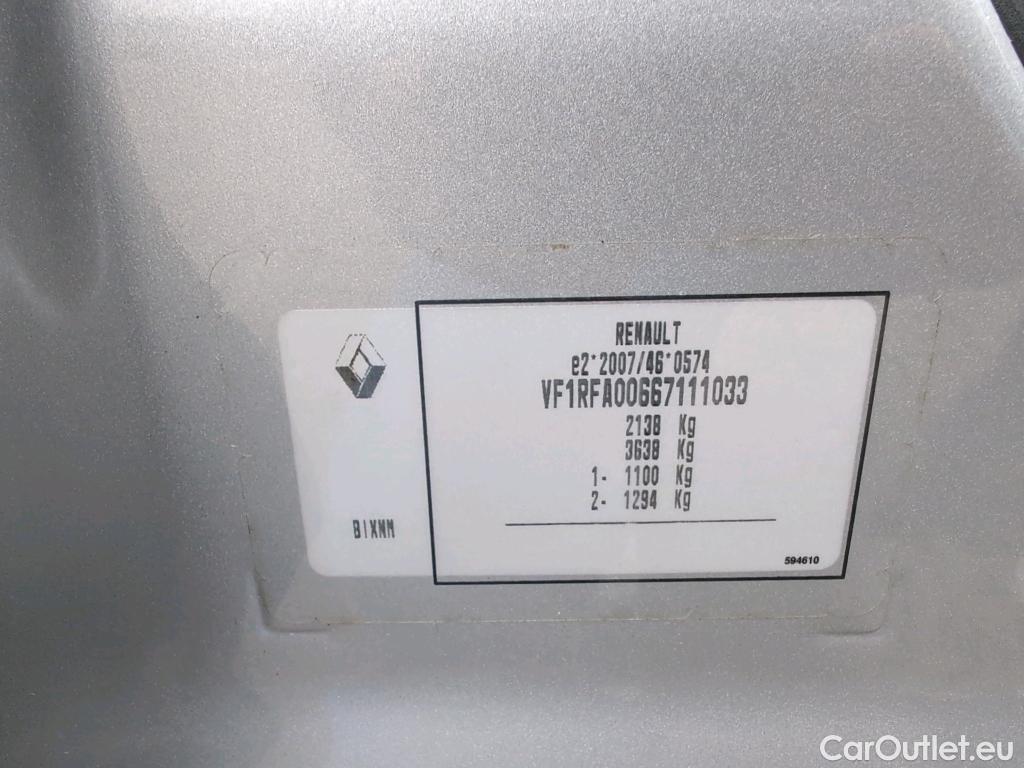 RENAULT
e2*2007/46*0574
VF1RFA00667111033
2138 Kg
3638 Kg
1- 1100 Kg
2- 1294 Kg
BIXNM
594610
CarOutlet.eu